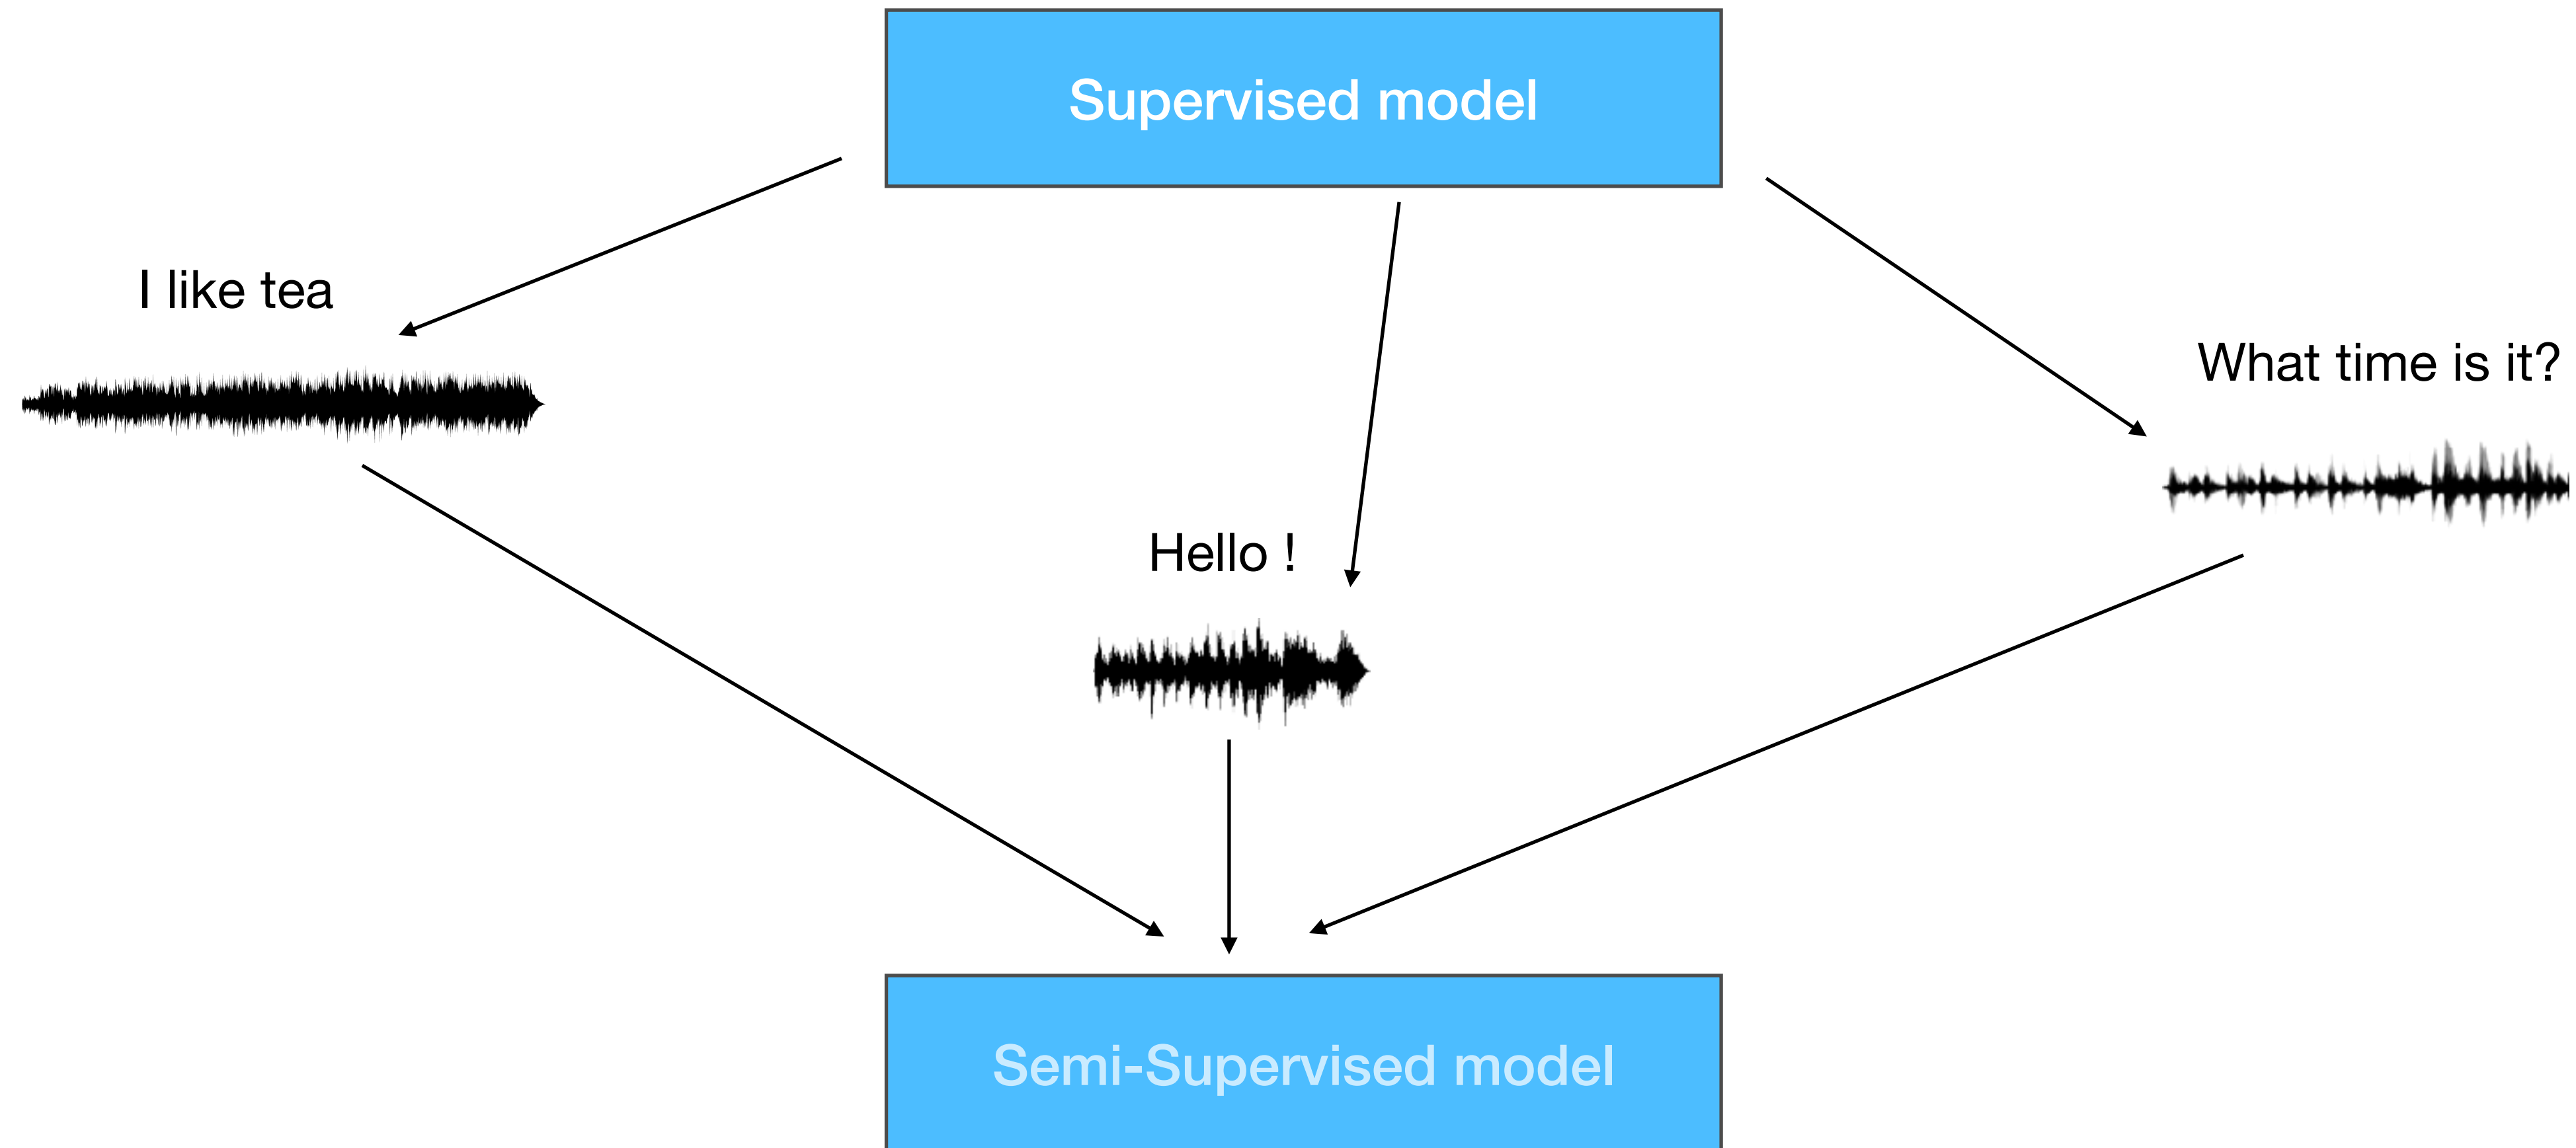 Supervised model
I like tea
What time is it?
Hello !
Semi-Supervised model